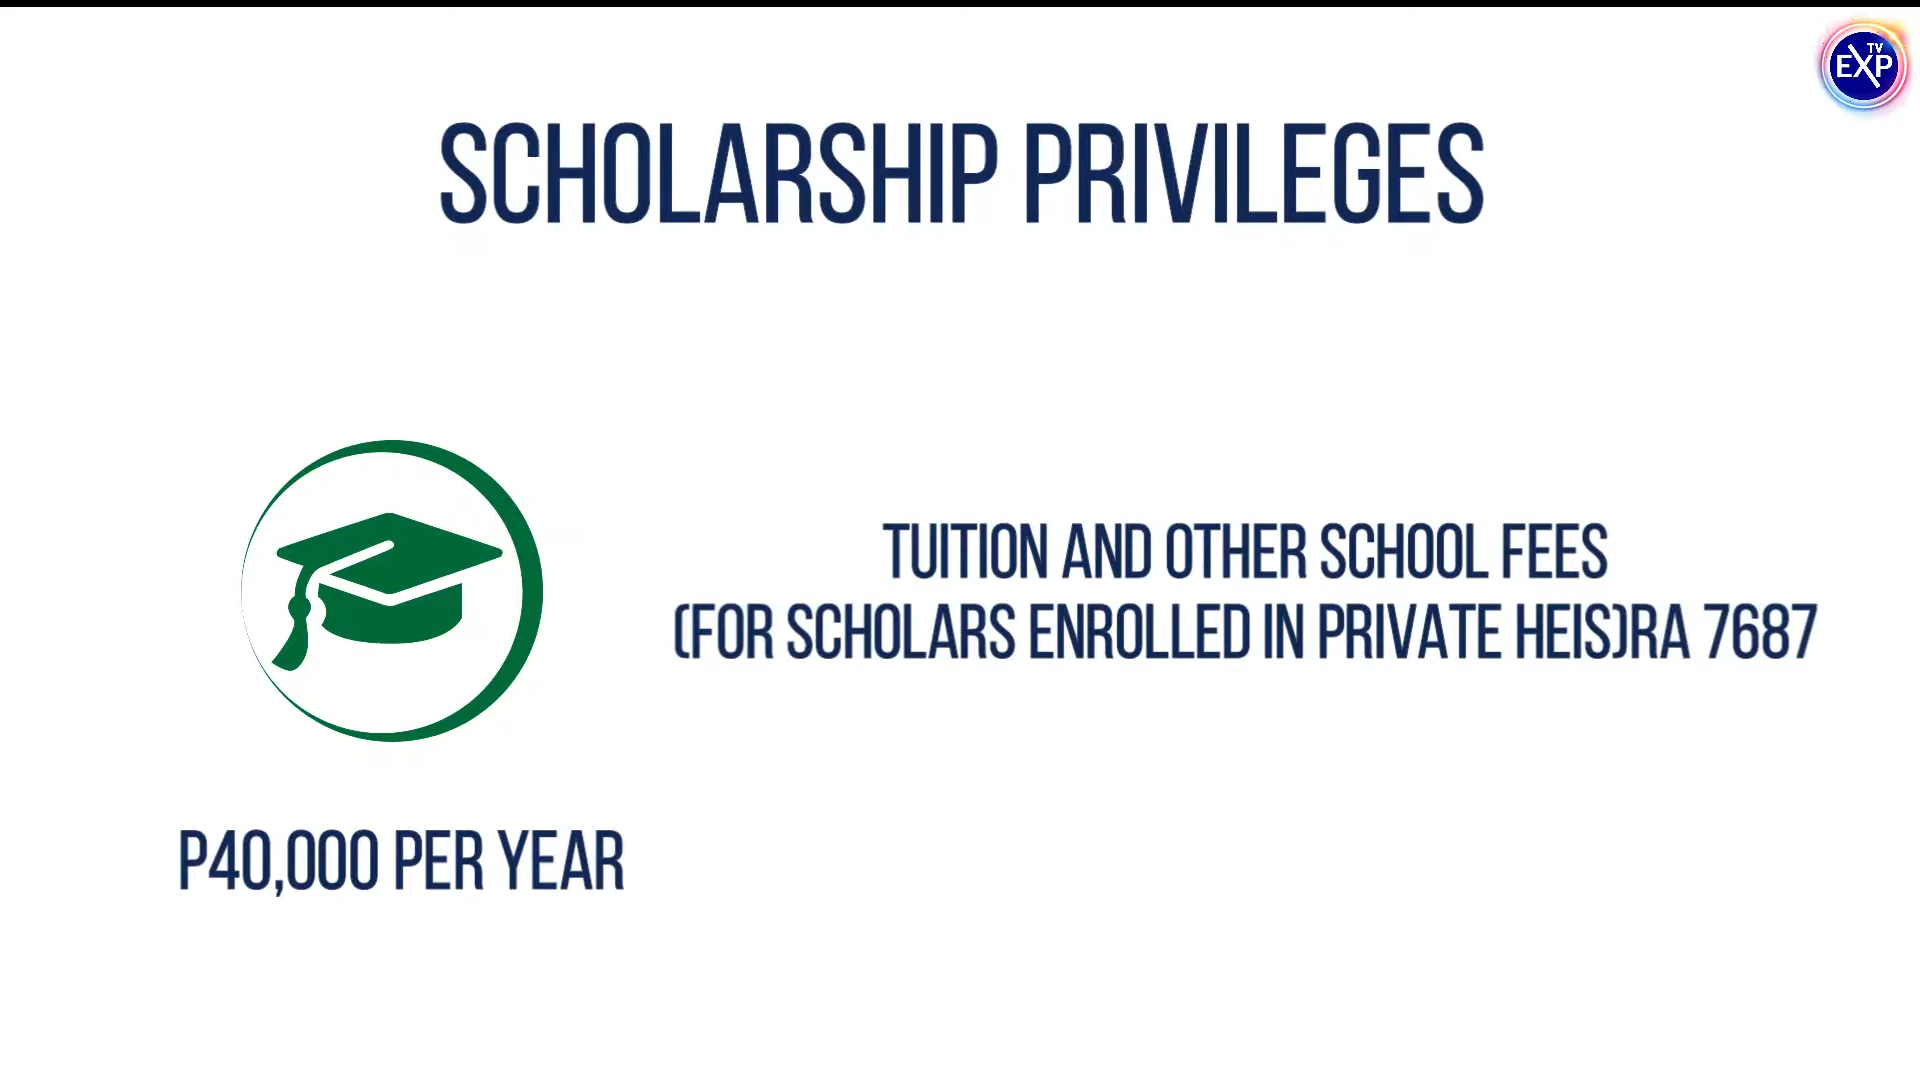 TV
EXP
SCHOLARSHIP PRIVILEGES
TUITION AND OTHER SCHOOL FEES
(FOR SCHOLARS ENROLLED IN PRIVATE HEIS)RA 7687
P40,000 PER YEAR